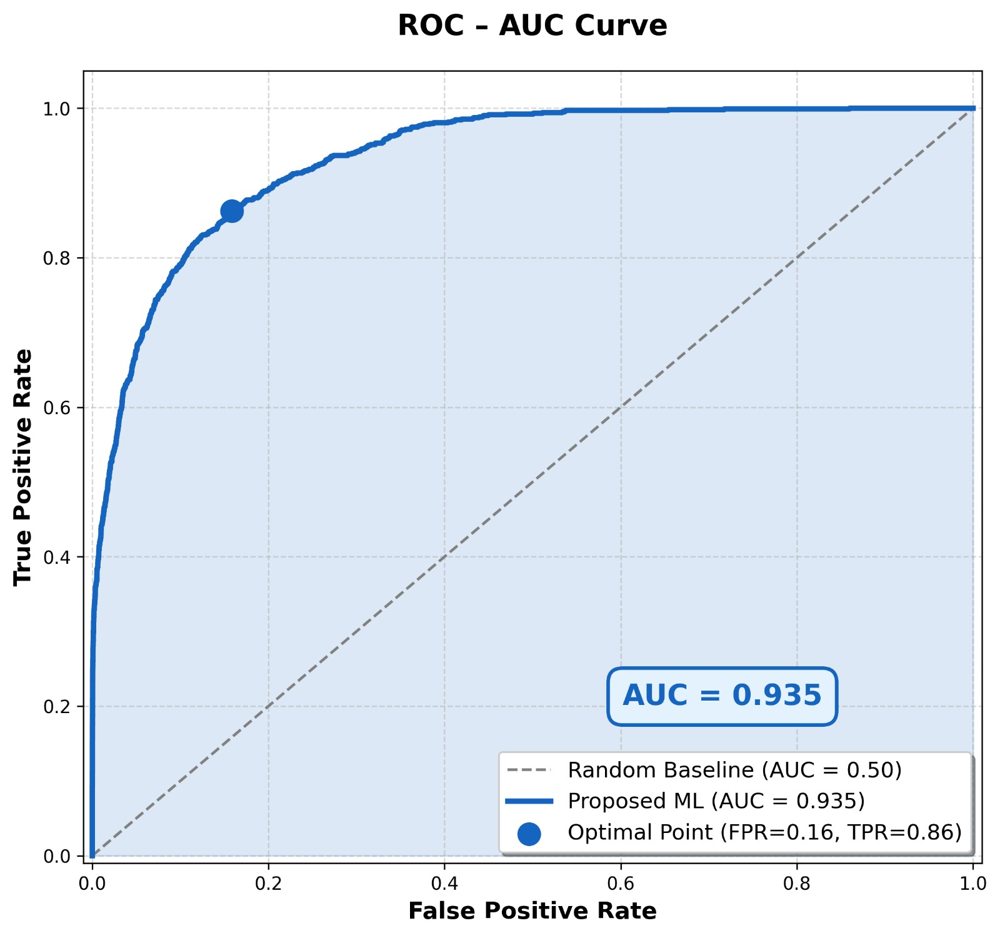 ROC – AUC Curve
1.0
0.8
0.6
0.4
0.2
0.0
True Positive Rate
AUC = 0.935
Random Baseline (AUC = 0.50)
Proposed ML (AUC = 0.935)
Optimal Point (FPR=0.16, TPR=0.86)
0.0 0.2 0.4 0.6 0.8 1.0
False Positive Rate